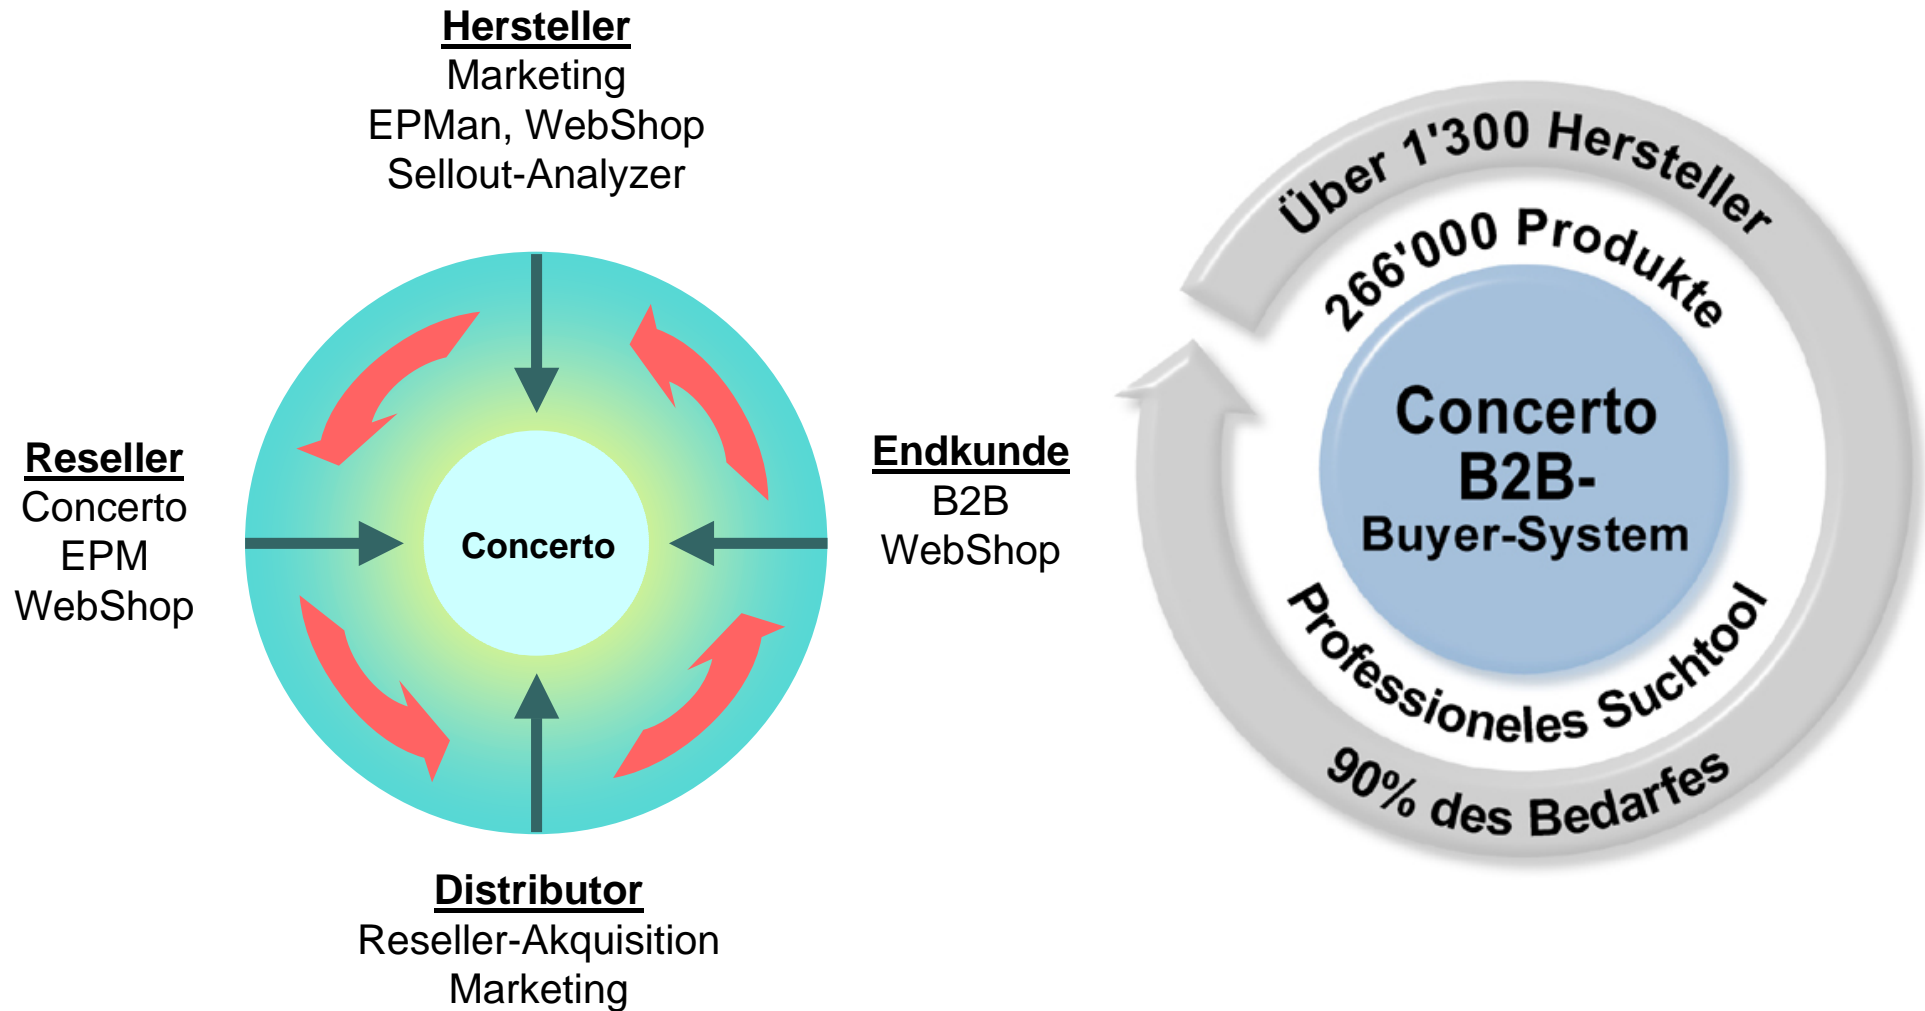 Hersteller
Marketing
EPMan, WebShop
Sellout-Analyzer
Reseller
Concerto
EPM
WebShop
Concerto
Endkunde
B2B
WebShop
Distributor
Reseller-Akquisition
Marketing
Über 1'300 Hersteller
266'000 Produkte
Concerto
B2B-
Buyer-System
Professioneles Suchtool
90% des Bedarfes